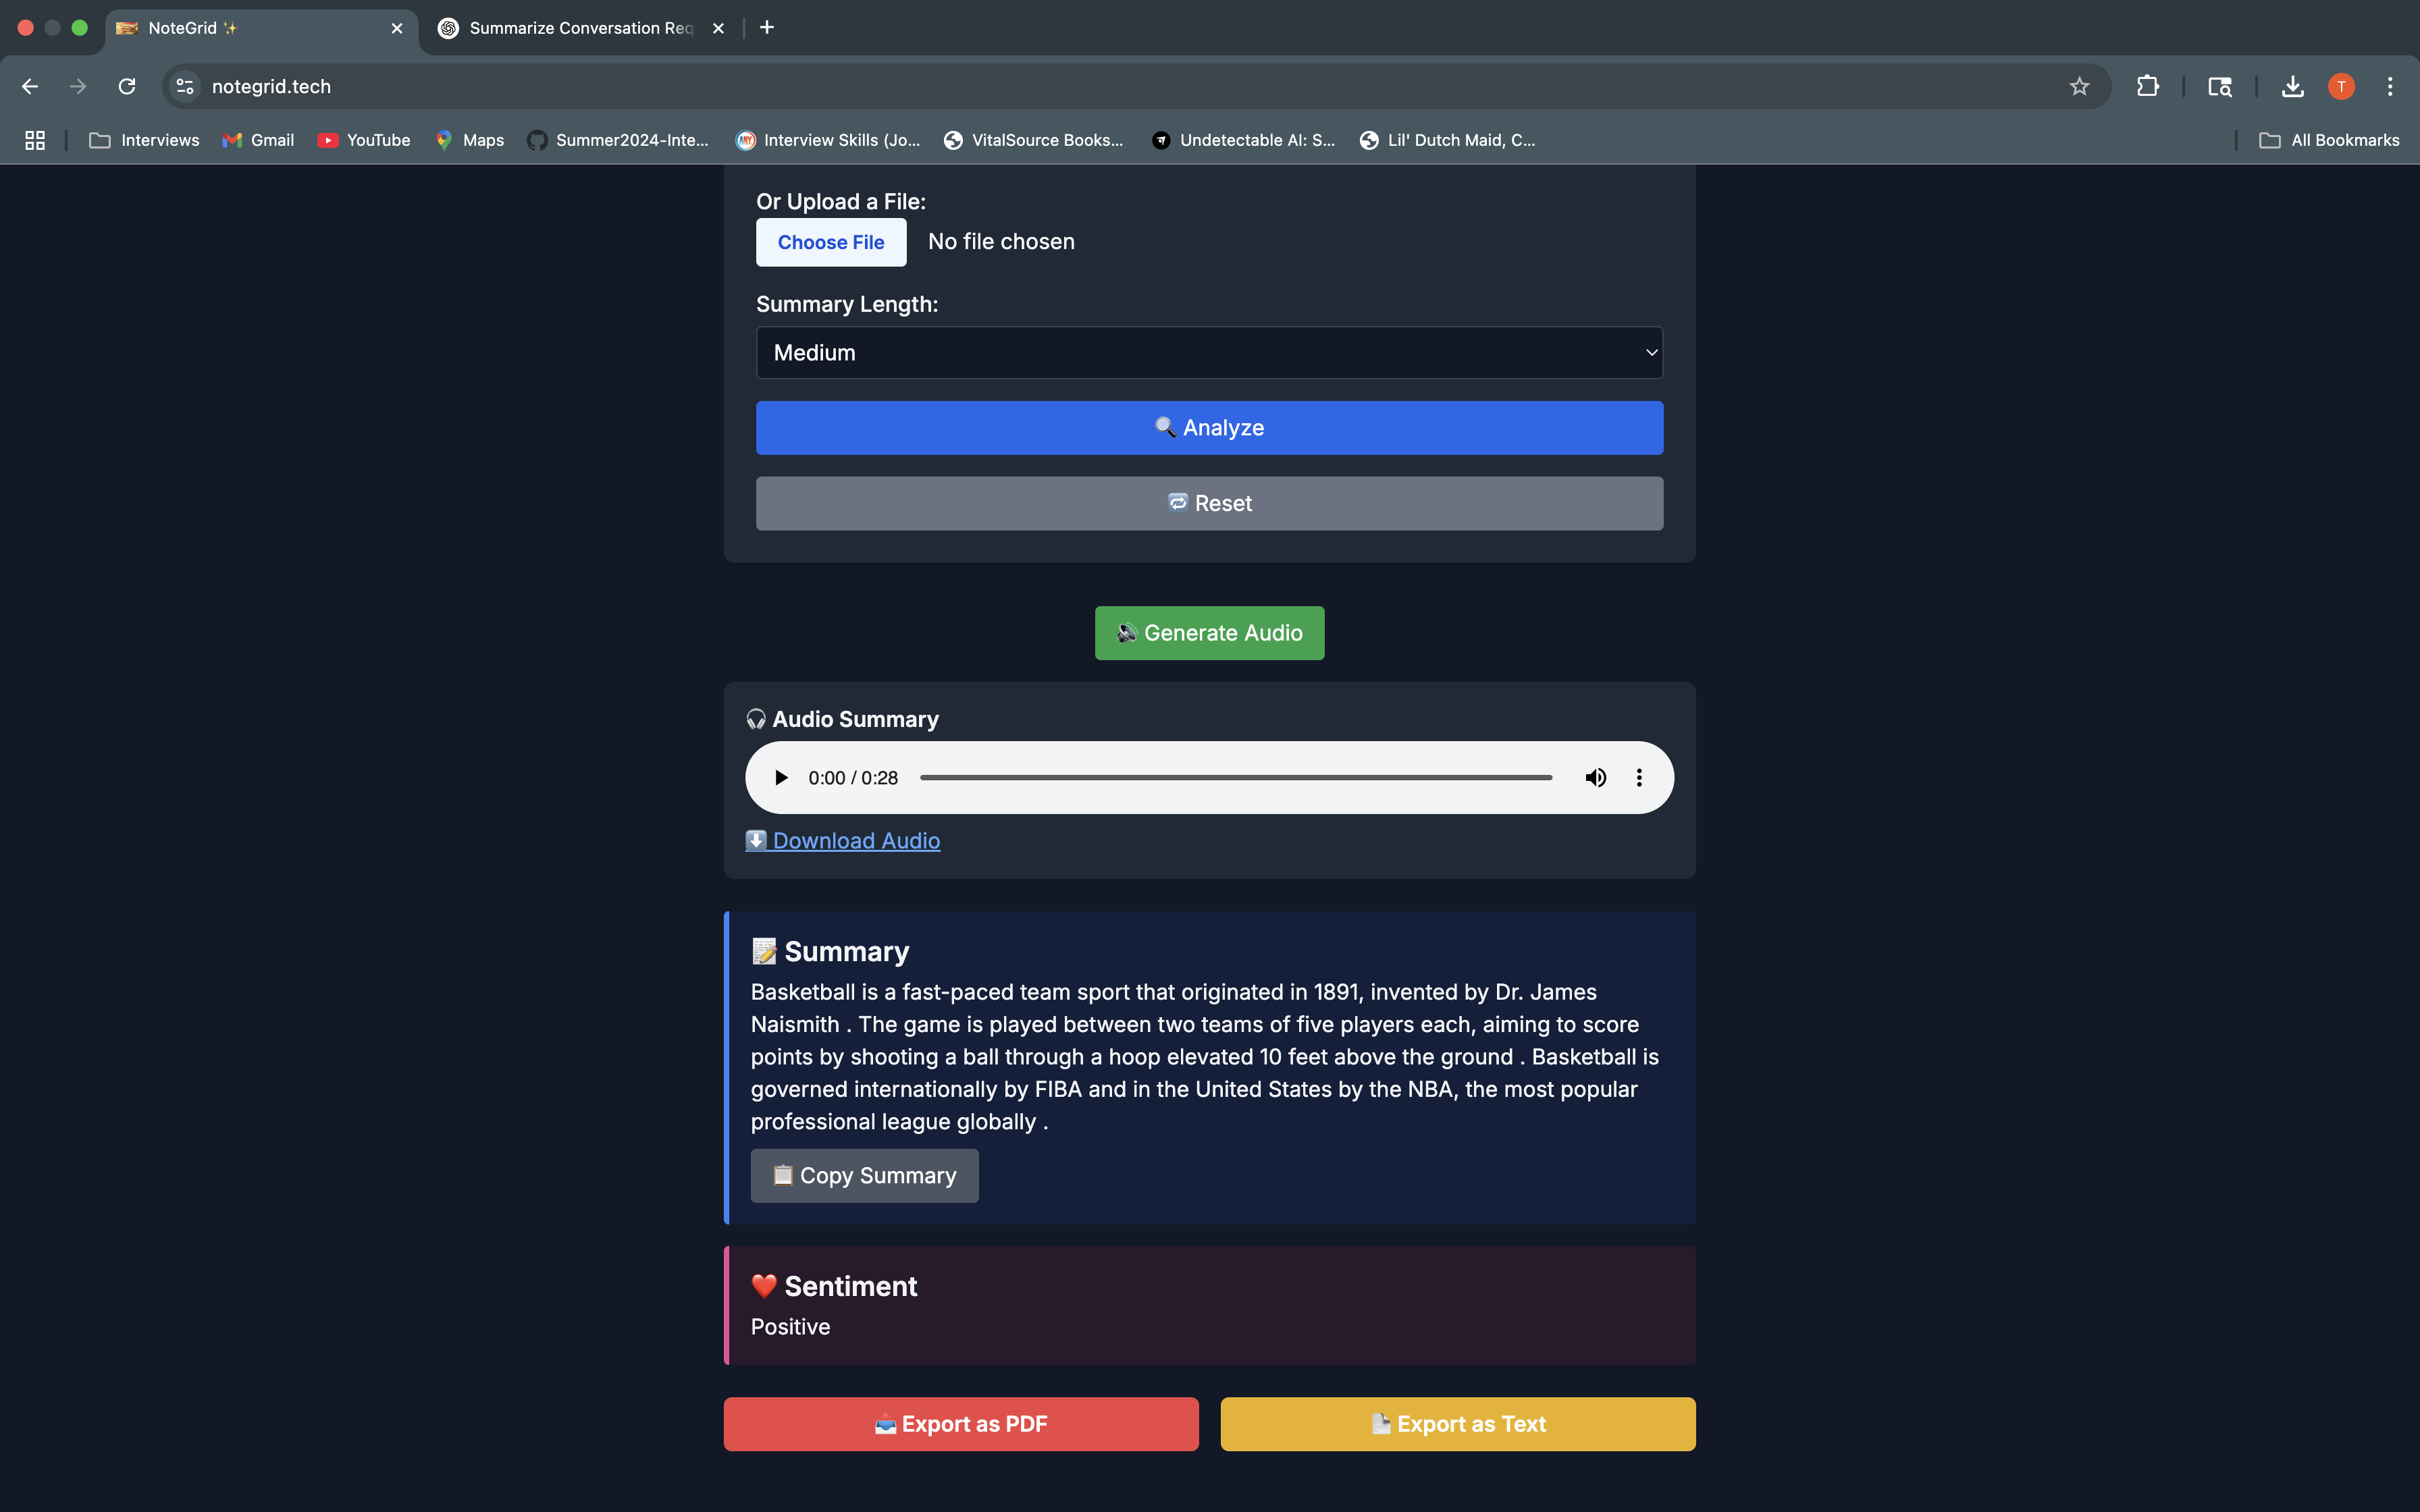 NoteGrid ✨
Summarize Conversation Req
notegrid.tech
T
Interviews
Gmail
YouTube
Maps
Summer2024-Inte...
Interview Skills (Jo...
VitalSource Books...
Undetectable AI: S...
Lil' Dutch Maid, C...
All Bookmarks
Or Upload a File:
Choose File No file chosen
Summary Length:
Medium
🔍 Analyze
🔁 Reset
🔊 Generate Audio
🎧 Audio Summary
0:00 / 0:28
⬇️ Download Audio
📝 Summary
Basketball is a fast-paced team sport that originated in 1891, invented by Dr. James
Naismith . The game is played between two teams of five players each, aiming to score
points by shooting a ball through a hoop elevated 10 feet above the ground . Basketball is
governed internationally by FIBA and in the United States by the NBA, the most popular
professional league globally .
📋 Copy Summary
❤️ Sentiment
Positive
📤 Export as PDF
📄 Export as Text